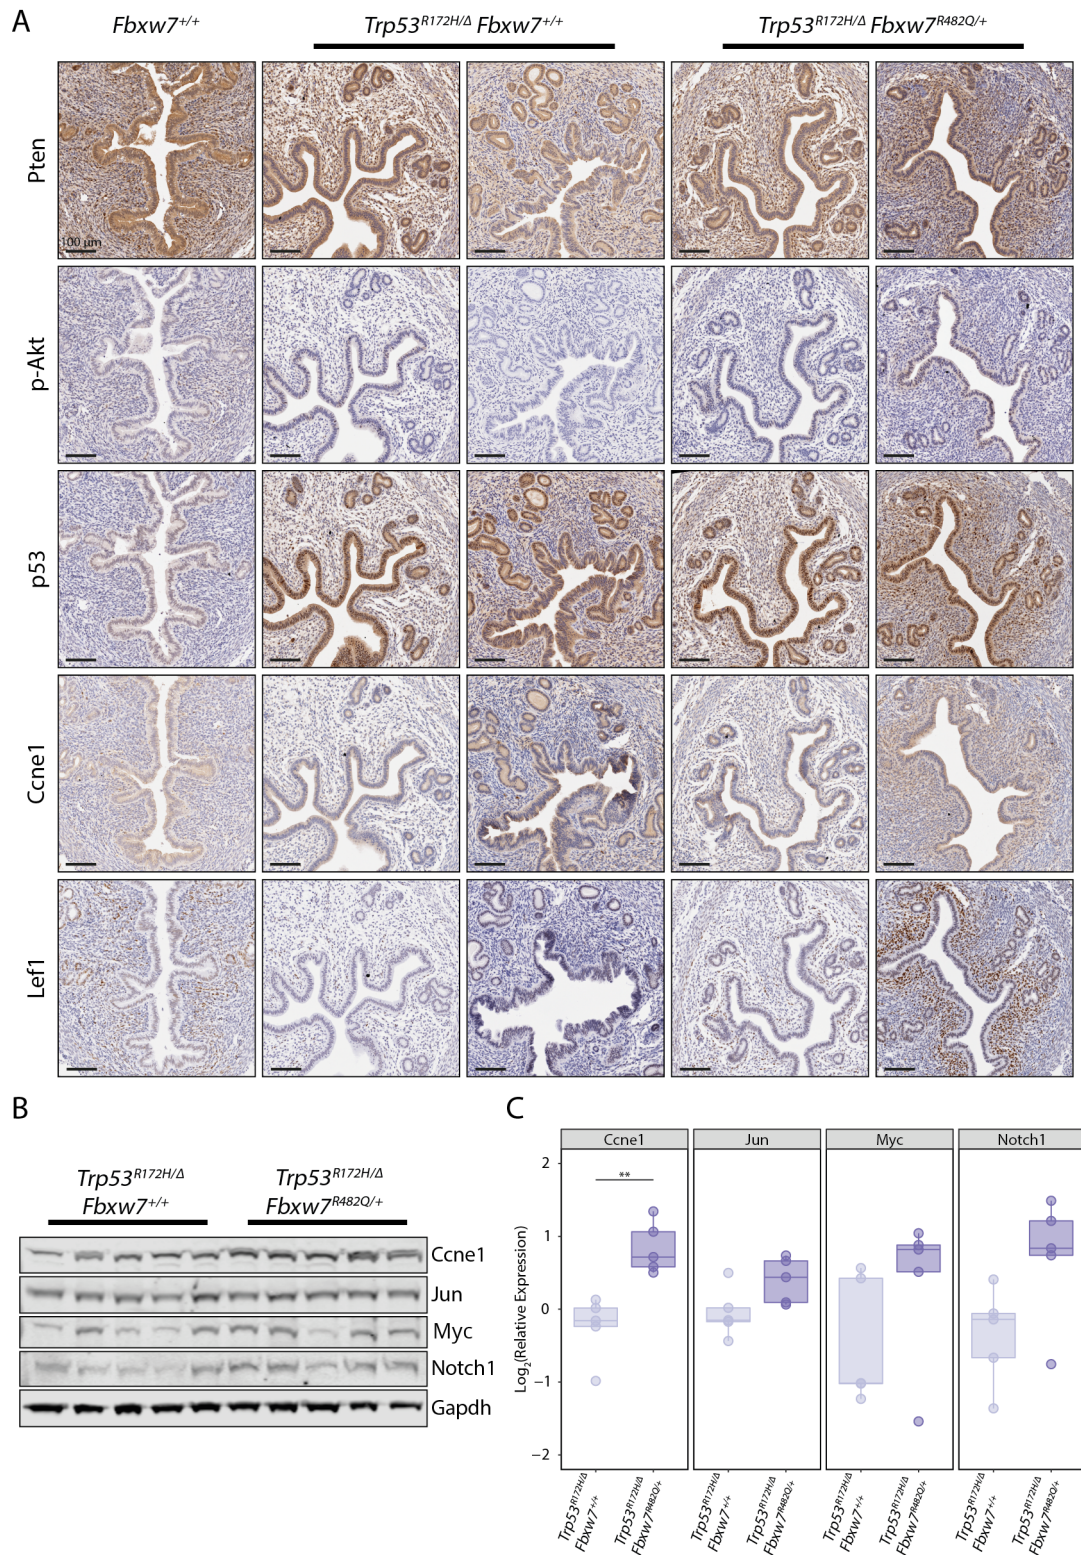 A
Fbxw7+/+
Trp53R172H/Δ Fbxw7+/+
Trp53R172H/Δ Fbxw7R482Q/+
Pten
100 µm
p-Akt
p53
Ccne1
Lef1
B
Trp53R172H/Δ
Fbxw7+/+
Trp53R172H/Δ
Fbxw7R482Q/+
Ccne1
Jun
Myc
Notch1
Gapdh
C
Ccne1
Jun
Myc
Notch1
Log2(Relative Expression)
2
1
0
−1
−2
**
Trp53R172H/Δ
Fbxw7+/+
Trp53R172H/Δ
Fbxw7R482Q/+
Trp53R172H/Δ
Fbxw7+/+
Trp53R172H/Δ
Fbxw7R482Q/+
Trp53R172H/Δ
Fbxw7+/+
Trp53R172H/Δ
Fbxw7R482Q/+
Trp53R172H/Δ
Fbxw7+/+
Trp53R172H/Δ
Fbxw7R482Q/+